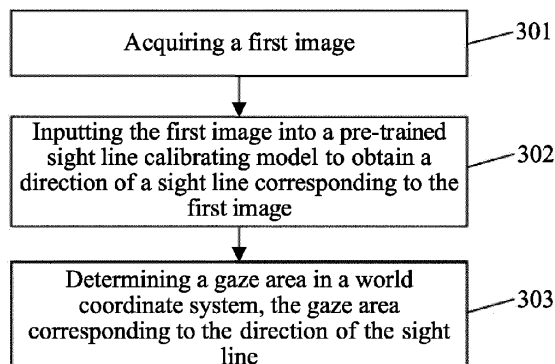 Acquiring a first image
301
Inputting the first image into a pre-trained
sight line calibrating model to obtain a
direction of a sight line corresponding to the
first image
302
Determining a gaze area in a world
coordinate system, the gaze area
corresponding to the direction of the sight
line
303